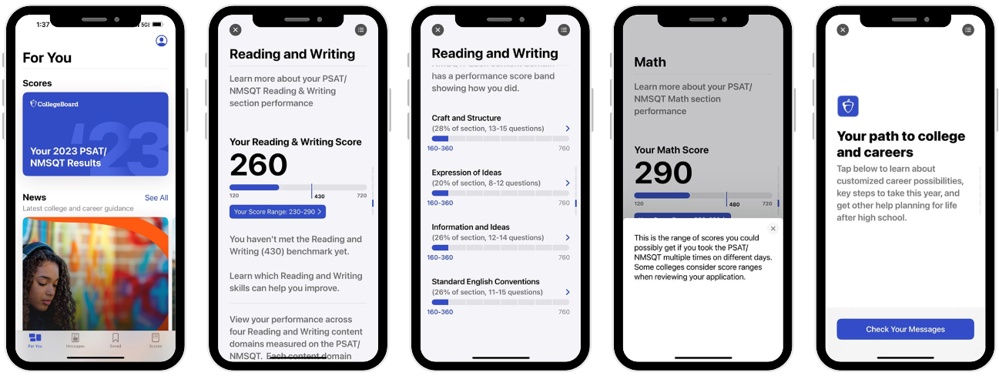 1:37
5G
For You
Scores
CollegeBoard
'23
Your 2023 PSAT/
NMSQT Results
News
See All
Latest college and career guidance
For You
Messages
Saved
Scores
Reading and Writing
Learn more about your PSAT/
NMSQT Reading & Writing
section performance
Your Reading & Writing Score
260
120
430
720
Your Score Range: 230-290
You haven't met the Reading and
Writing (430) benchmark yet.
Learn which Reading and Writing
skills can help you improve.
View your performance across
four Reading and Writing content
domains measured on the PSAT/
NMSQT. Each content domain
Reading and Writing
has a performance score band
showing how you did.
Craft and Structure
(28% of section, 13-15 questions)
160-360
760
Expression of Ideas
(20% of section, 8-12 questions)
160-360
760
Information and Ideas
(26% of section, 12-14 questions)
160-360
760
Standard English Conventions
(26% of section, 11-15 questions)
160-360
760
Math
Learn more about your PSAT/
NMSQT Math section
performance
Your Math Score
290
120
480
720
This is the range of scores you could
possibly get if you took the PSAT/
NMSQT multiple times on different days.
Some colleges consider score ranges
when reviewing your application.
Your path to college
and careers
Tap below to learn about
customized career possibilities,
key steps to take this year, and
get other help planning for life
after high school.
Check Your Messages